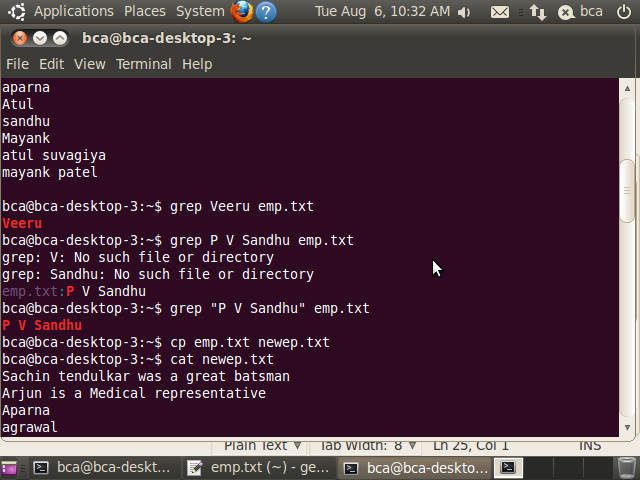 Applications Places System ? Tue Aug 6, 10:32 AM bca
bca@bca-desktop-3: ~
File Edit View Terminal Help
aparna
Atul
sandhu
Mayank
atul suvagiya
mayank patel
bca@bca-desktop-3:~$ grep Veeru emp.txt
Veeru
bca@bca-desktop-3:~$ grep P V Sandhu emp.txt
grep: V: No such file or directory
grep: Sandhu: No such file or directory
emp.txt:P V Sandhu
bca@bca-desktop-3:~$ grep "P V Sandhu" emp.txt
P V Sandhu
bca@bca-desktop-3:~$ cp emp.txt newep.txt
bca@bca-desktop-3:~$ cat newep.txt
Sachin tendulkar was a great batsman
Arjun is a Medical representative
Aparna
agrawal
Plain Text Tab Width: 8 Ln 25, Col 1 INS
bca@bca-deskt... emp.txt (~) - ge... bca@bca-deskto...